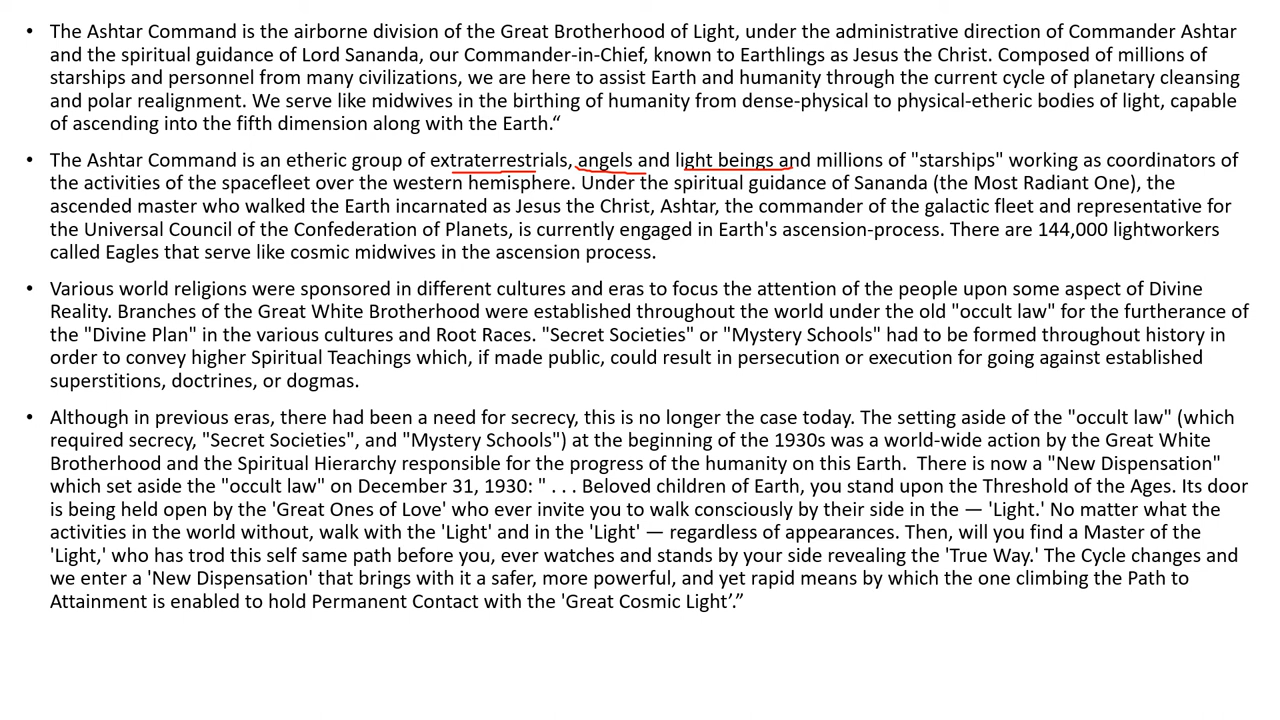 • The Ashtar Command is the airborne division of the Great Brotherhood of Light, under the administrative direction of Commander Ashtar
and the spiritual guidance of Lord Sananda, our Commander-in-Chief, known to Earthlings as Jesus the Christ. Composed of millions of
starships and personnel from many civilizations, we are here to assist Earth and humanity through the current cycle of planetary cleansing
and polar realignment. We serve like midwives in the birthing of humanity from dense-physical to physical-etheric bodies of light, capable
of ascending into the fifth dimension along with the Earth.“
• The Ashtar Command is an etheric group of extraterrestrials, angels and light beings and millions of "starships" working as coordinators of
the activities of the spacefleet over the western hemisphere. Under the spiritual guidance of Sananda (the Most Radiant One), the
ascended master who walked the Earth incarnated as Jesus the Christ, Ashtar, the commander of the galactic fleet and representative for
the Universal Council of the Confederation of Planets, is currently engaged in Earth's ascension-process. There are 144,000 lightworkers
called Eagles that serve like cosmic midwives in the ascension process.
• Various world religions were sponsored in different cultures and eras to focus the attention of the people upon some aspect of Divine
Reality. Branches of the Great White Brotherhood were established throughout the world under the old "occult law" for the furtherance of
the "Divine Plan" in the various cultures and Root Races. "Secret Societies" or "Mystery Schools" had to be formed throughout history in
order to convey higher Spiritual Teachings which, if made public, could result in persecution or execution for going against established
superstitions, doctrines, or dogmas.
• Although in previous eras, there had been a need for secrecy, this is no longer the case today. The setting aside of the "occult law" (which
required secrecy, "Secret Societies", and "Mystery Schools") at the beginning of the 1930s was a world-wide action by the Great White
Brotherhood and the Spiritual Hierarchy responsible for the progress of the humanity on this Earth.  There is now a "New Dispensation"
which set aside the "occult law" on December 31, 1930: " . . . Beloved children of Earth, you stand upon the Threshold of the Ages. Its door
is being held open by the 'Great Ones of Love' who ever invite you to walk consciously by their side in the — 'Light.' No matter what the
activities in the world without, walk with the 'Light' and in the 'Light' — regardless of appearances. Then, will you find a Master of the
'Light,' who has trod this self same path before you, ever watches and stands by your side revealing the 'True Way.' The Cycle changes and
we enter a 'New Dispensation' that brings with it a safer, more powerful, and yet rapid means by which the one climbing the Path to
Attainment is enabled to hold Permanent Contact with the 'Great Cosmic Light’.”